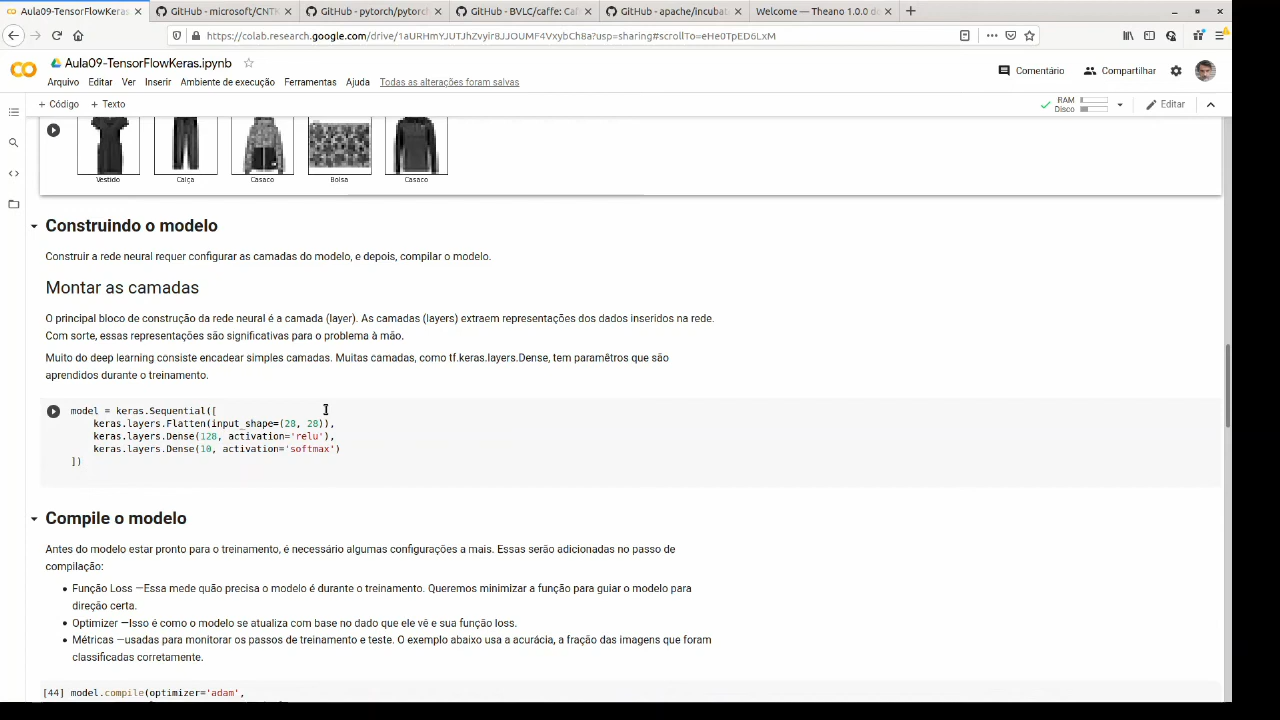 Aula09-TensorFlowKeras
GitHub - microsoft/CNTK
GitHub - pytorch/pytorch
GitHub - BVLC/caffe: Caf
GitHub - apache/incubat
Welcome — Theano 1.0.0 d
https://colab.research.google.com/drive/1aURHmYJUTJhZvyir8JJOUMF4VxybCh8a?usp=sharing#scrollTo=eHe0TpED6LxM
CO
Aula09-TensorFlowKeras.ipynb
Comentário
Compartilhar
Arquivo Editar Ver Inserir Ambiente de execução Ferramentas Ajuda Todas as alterações foram salvas
+ Código + Texto
RAM
Disco
Editar
Vestido Calça Casaco Bolsa Casaco
Construindo o modelo
Construir a rede neural requer configurar as camadas do modelo, e depois, compilar o modelo.
Montar as camadas
O principal bloco de construção da rede neural é a camada (layer). As camadas (layers) extraem representações dos dados inseridos na rede.
Com sorte, essas representações são significativas para o problema à mão.
Muito do deep learning consiste encadear simples camadas. Muitas camadas, como tf.keras.layers.Dense, tem paramêtros que são
aprendidos durante o treinamento.
model = keras.Sequential([
keras.layers.Flatten(input_shape=(28, 28)),
keras.layers.Dense(128, activation='relu'),
keras.layers.Dense(10, activation='softmax')
])
Compile o modelo
Antes do modelo estar pronto para o treinamento, é necessário algumas configurações a mais. Essas serão adicionadas no passo de
compilação:
• Função Loss —Essa mede quão precisa o modelo é durante o treinamento. Queremos minimizar a função para guiar o modelo para
direção certa.
• Optimizer —Isso é como o modelo se atualiza com base no dado que ele vê e sua função loss.
• Métricas —usadas para monitorar os passos de treinamento e teste. O exemplo abaixo usa a acurácia, a fração das imagens que foram
classificadas corretamente.
[44] model.compile(optimizer='adam',